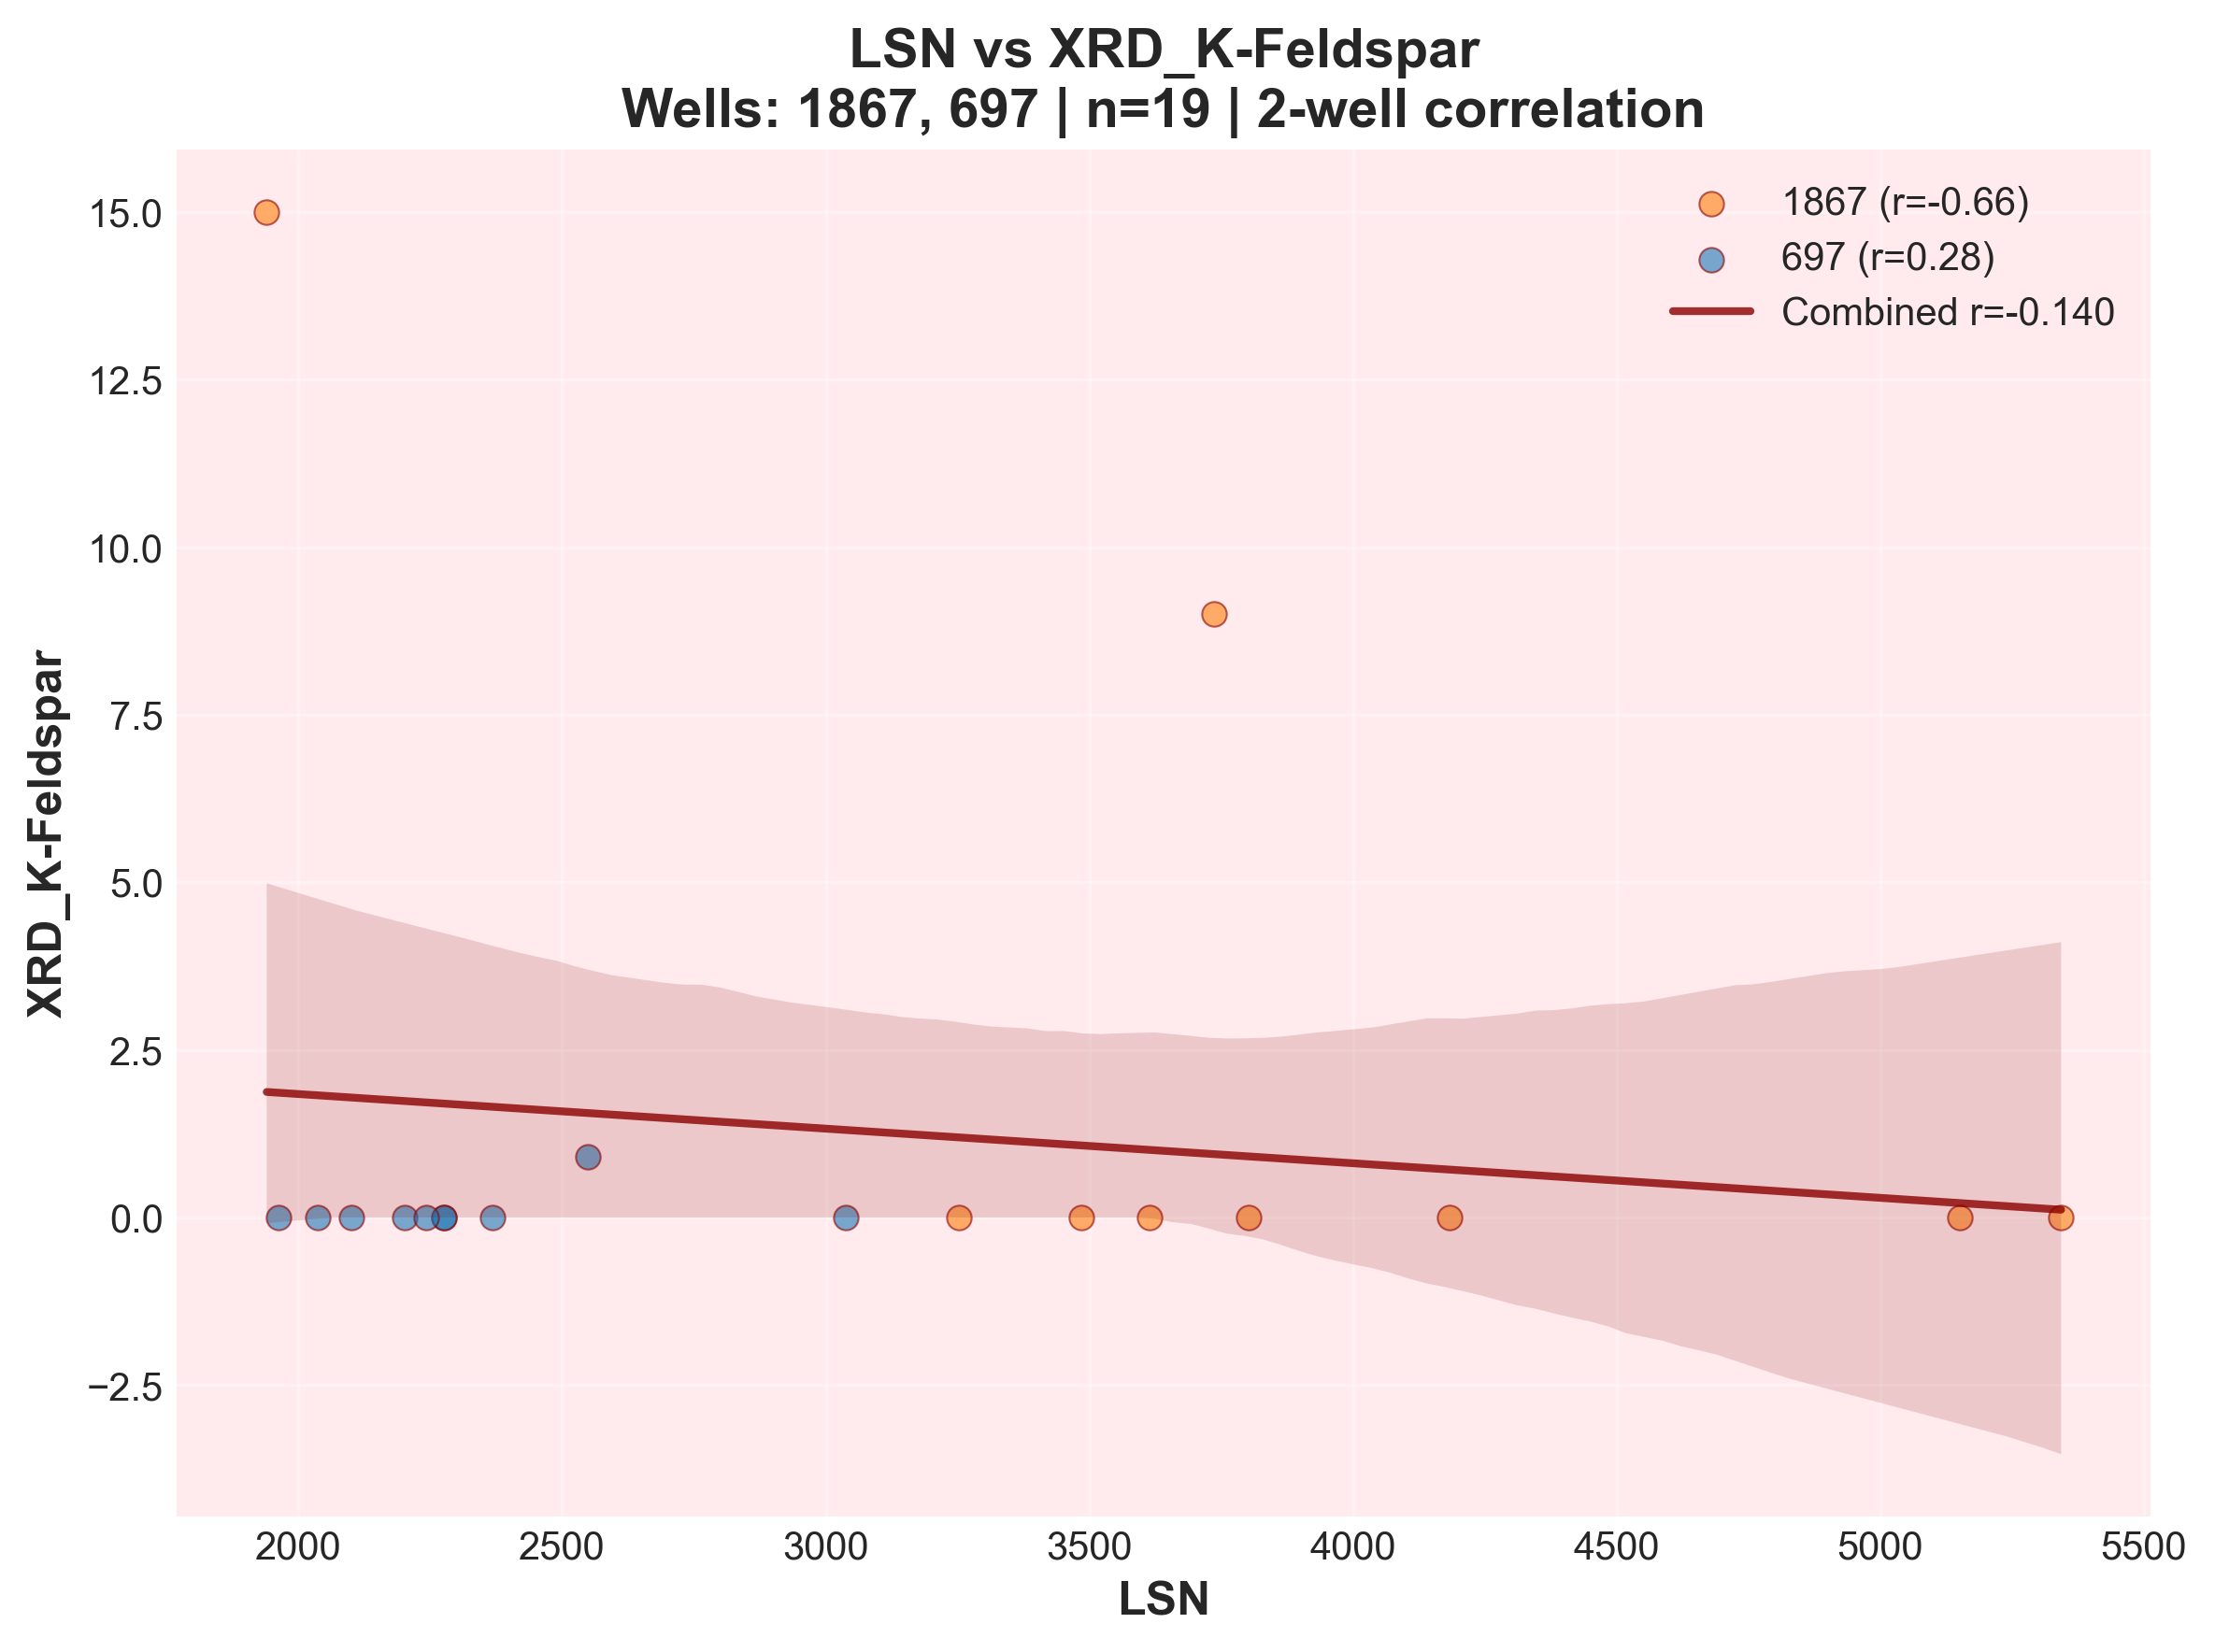 LSN vs XRD_K-Feldspar
Wells: 1867, 697 | n=19 | 2-well correlation
1867 (r=-0.66)
697 (r=0.28)
Combined r=-0.140
XRD_K-Feldspar
15.0
12.5
10.0
7.5
5.0
2.5
0.0
−2.5
2000 2500 3000 3500 4000 4500 5000 5500
LSN